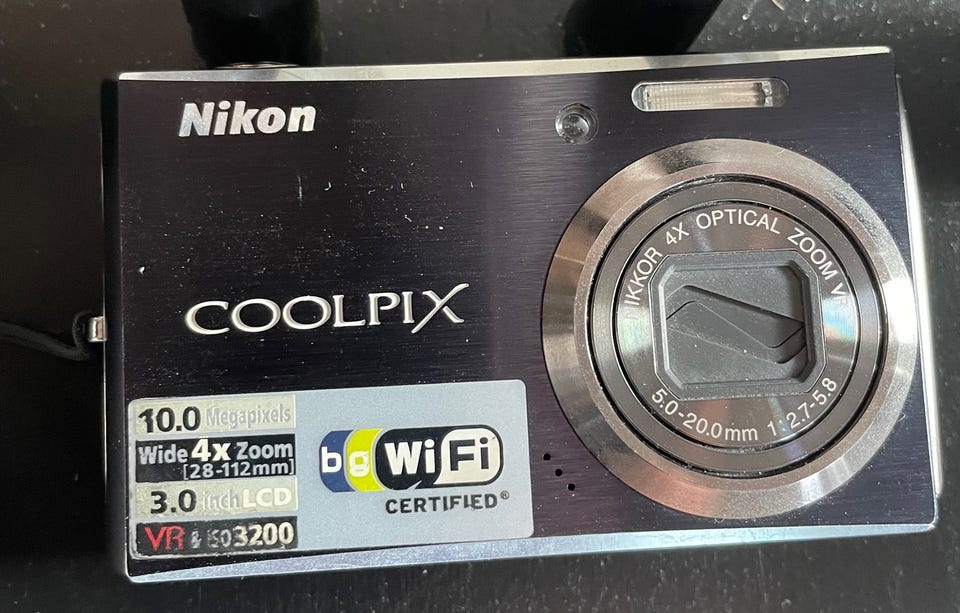 Nikon
NIKKOR 4X OPTICAL ZOOM V
COOLPIX
5.0-20.0mm 1:2.7-5.8
10.0 Megapixels
Wide 4x Zoom
[28-112mm]
3.0 inch LCD
VR & ISO3200
bg WiFi
CERTIFIED®